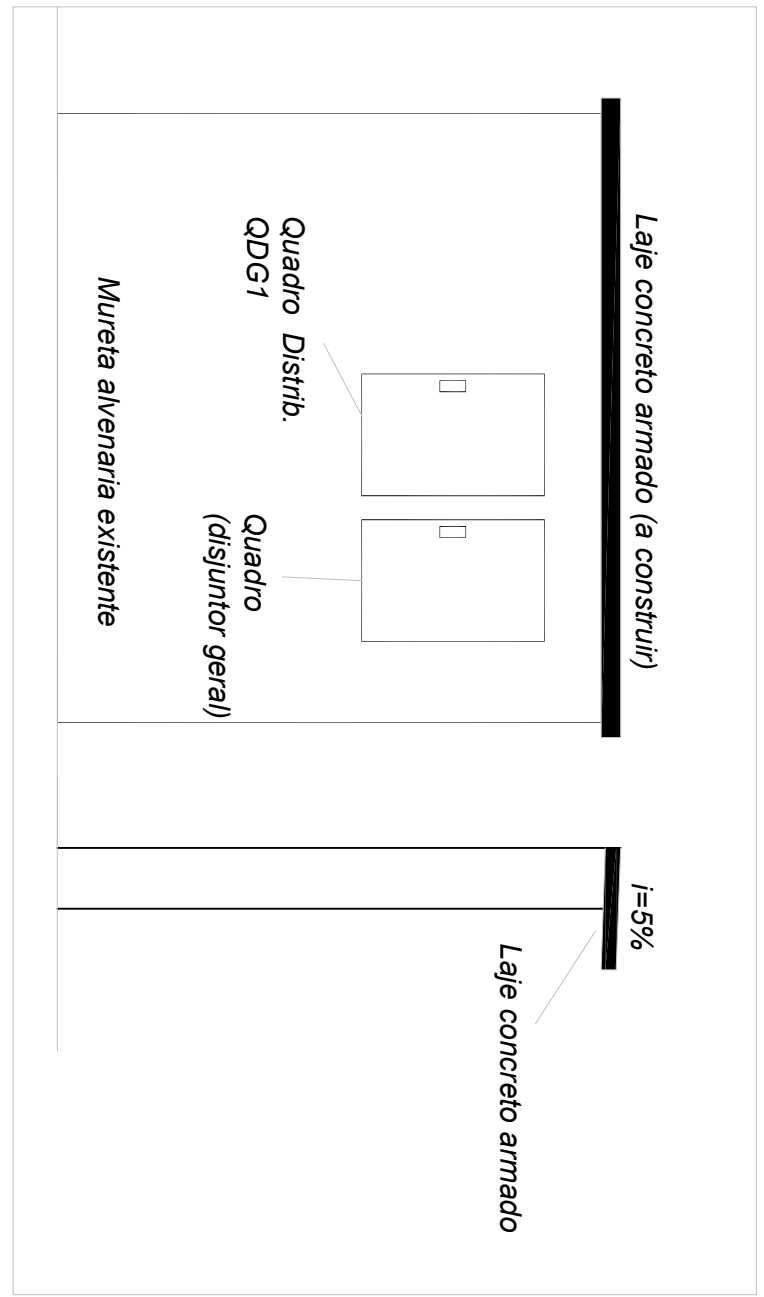 Laje concreto armado (a construir)
Quadro Distrib.
QDG1
Quadro
(disjuntor geral)
Mureta alvenaria existente
i=5%
Laje concreto armado